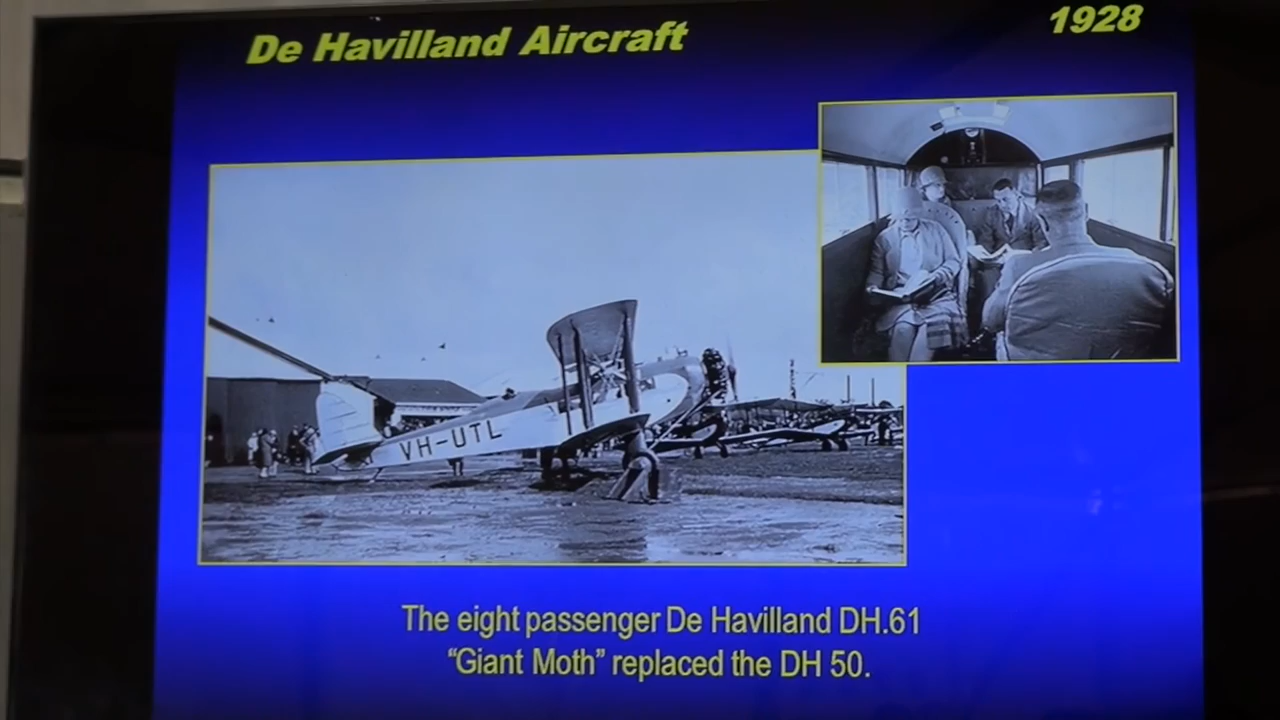 De Havilland Aircraft
1928
VH-UTL
The eight passenger De Havilland DH.61
“Giant Moth” replaced the DH 50.